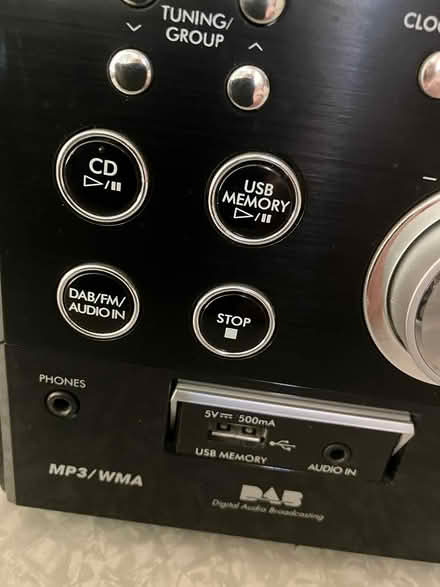 TUNING/
GROUP
CLO
CD
▷/II
USB
MEMORY
▷/II
DAB/FM/
AUDIO IN
STOP
PHONES
5V⎓ 500mA
USB MEMORY
AUDIO IN
MP3/WMA
DAB
Digital Audio Broadcasting